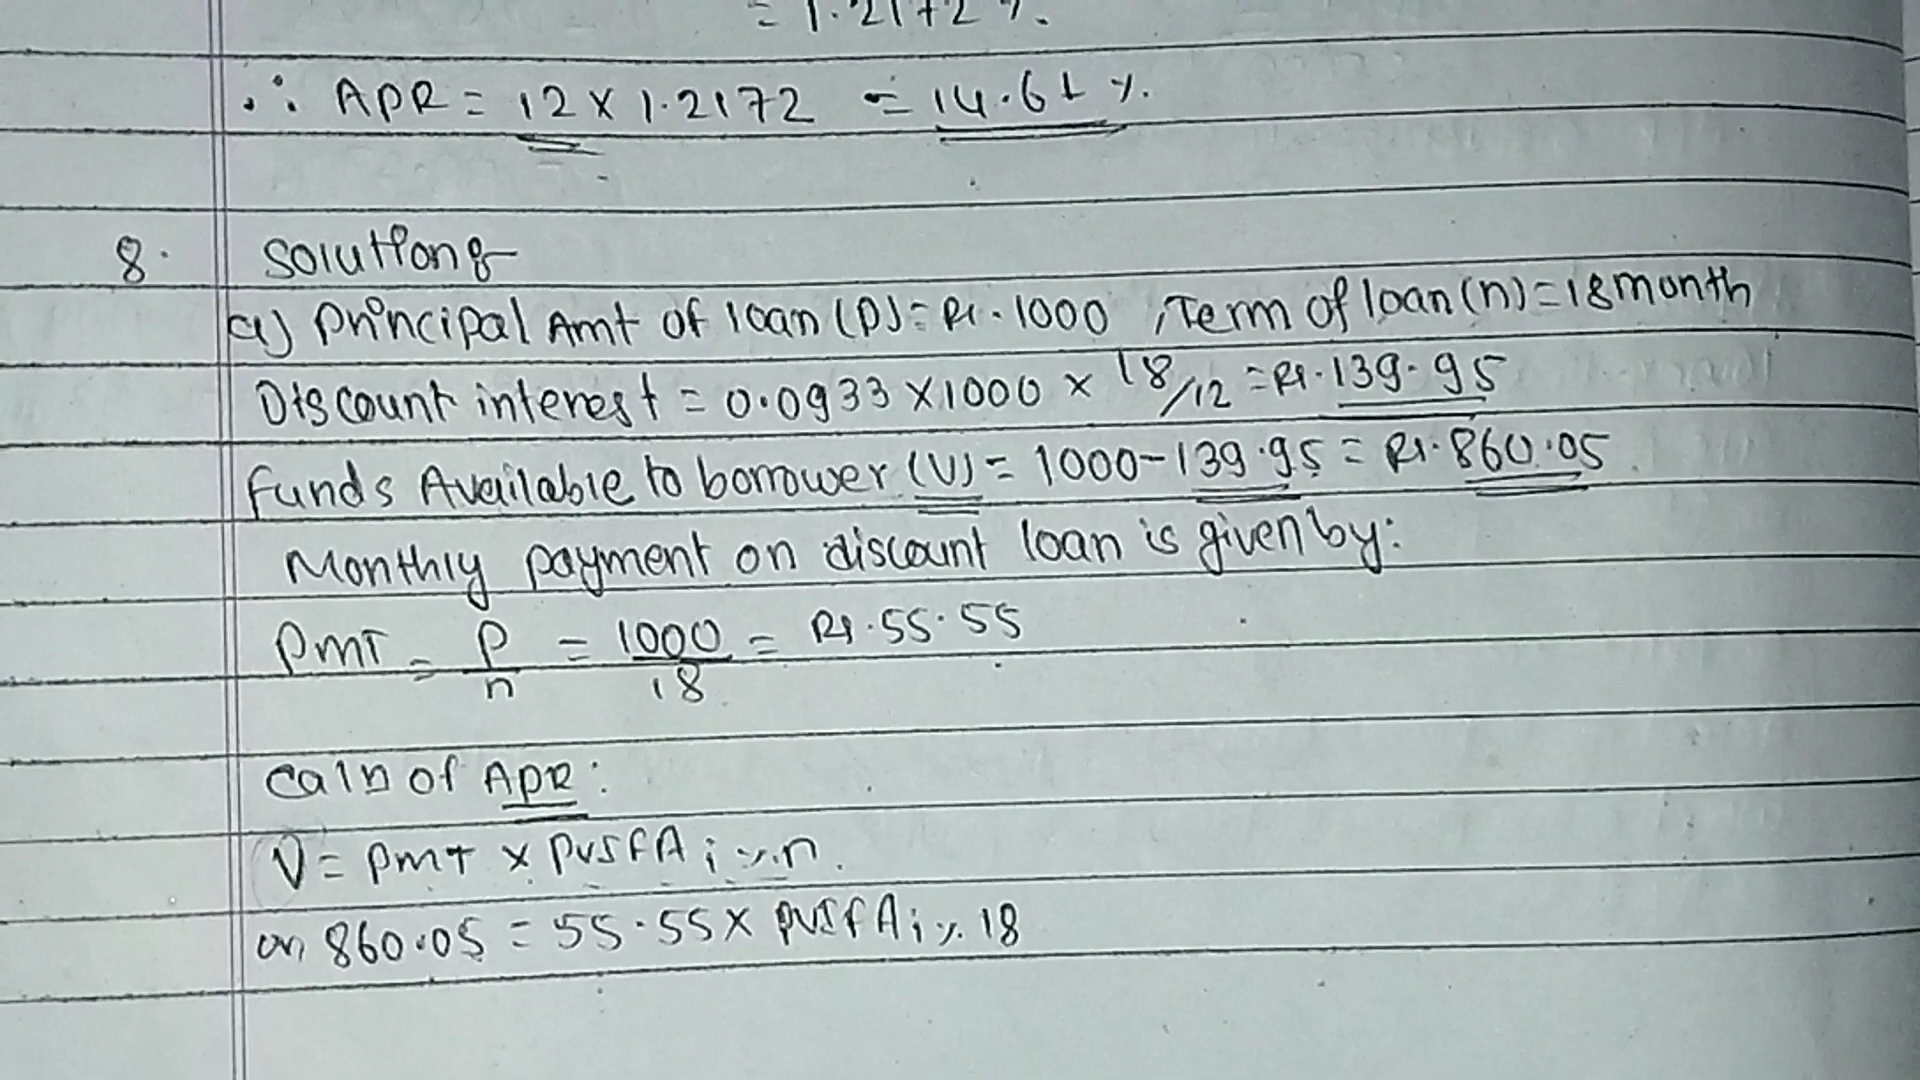 = 1.2172 %.
∴ APR = 12 × 1.2172 = 14.61 %.
8. Solution:-
a) Principal Amt of loan (P) = Rs. 1000, Term of loan (n) = 18 month
Discount interest = 0.0933 × 1000 × 18/12 = Rs. 139.95
Funds Available to borrower (V) = 1000 - 139.95 = Rs. 860.05
Monthly payment on discount loan is given by:
PMT = P/n = 1000/18 = Rs. 55.55
Caln of APR:
V = PMT × PVIFA i%.n.
or, 860.05 = 55.55 × PVIFA i%. 18